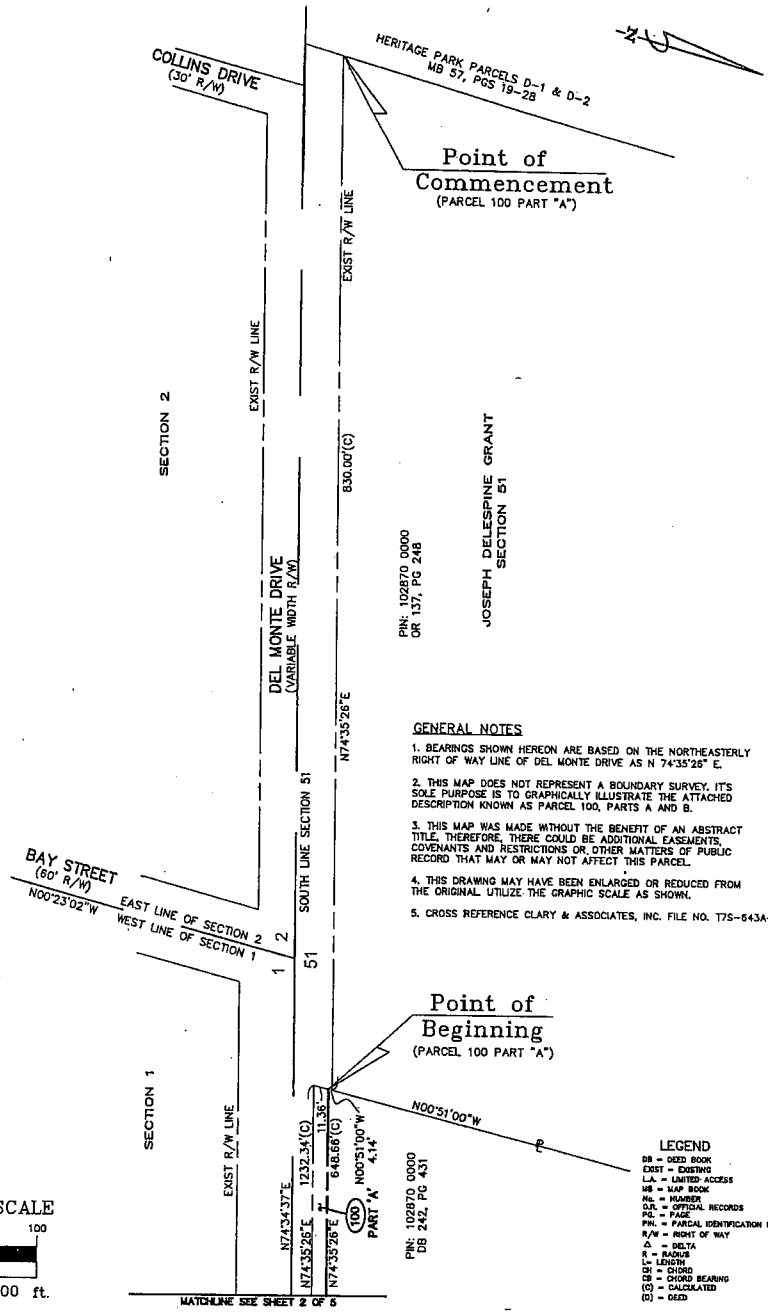 COLLINS DRIVE
(30' R/W)
HERITAGE PARK PARCELS D-1 & D-2
MB 57, PGS 19-28
Point of
Commencement
(PARCEL 100 PART "A")
EXIST R/W LINE
EXIST R/W LINE
SECTION 2
830.00'(C)
JOSEPH DELESPINE GRANT
SECTION 51
PIN: 102870 0000
OR 137, PG 248
DEL MONTE DRIVE
(VARIABLE WIDTH R/W)
N74°35'26"E
GENERAL NOTES
1. BEARINGS SHOWN HEREON ARE BASED ON THE NORTHEASTERLY
RIGHT OF WAY LINE OF DEL MONTE DRIVE AS N 74°35'26" E.
2. THIS MAP DOES NOT REPRESENT A BOUNDARY SURVEY. IT'S
SOLE PURPOSE IS TO GRAPHICALLY ILLUSTRATE THE ATTACHED
DESCRIPTION KNOWN AS PARCEL 100, PARTS A AND B.
3. THIS MAP WAS MADE WITHOUT THE BENEFIT OF AN ABSTRACT
TITLE, THEREFORE, THERE COULD BE ADDITIONAL EASEMENTS,
COVENANTS AND RESTRICTIONS OR OTHER MATTERS OF PUBLIC
RECORD THAT MAY OR MAY NOT AFFECT THIS PARCEL.
4. THIS DRAWING MAY HAVE BEEN ENLARGED OR REDUCED FROM
THE ORIGINAL UTILIZE THE GRAPHIC SCALE AS SHOWN.
5. CROSS REFERENCE CLARY & ASSOCIATES, INC. FILE NO. T7S-643A-
SOUTH LINE SECTION 51
BAY STREET
(60' R/W)
N00°23'02"W
EAST LINE OF SECTION 2
WEST LINE OF SECTION 1
1 2
51
Point of
Beginning
(PARCEL 100 PART "A")
SECTION 1
EXIST R/W LINE
N00°51'00"W
N74°34'37"E
N74°35'26"E
1232.34'(C)
11.36'
N74°35'26"E
648.66'(C)
N00°51'00"W
4.14'
100
PART "A"
PIN: 102870 0000
DB 242, PG 431
LEGEND
DB = DEED BOOK
EXIST = EXISTING
L.A. = LIMITED ACCESS
MB = MAP BOOK
No. = NUMBER
O.R. = OFFICIAL RECORDS
PG. = PAGE
PIN. = PARCAL IDENTIFICATION
R/W = RIGHT OF WAY
Δ = DELTA
R = RADIUS
L= LENGTH
CH = CHORD
CB = CHORD BEARING
(C) = CALCULATED
(D) = DEED
SCALE
100
00 ft.
MATCHLINE SEE SHEET 2 OF 5